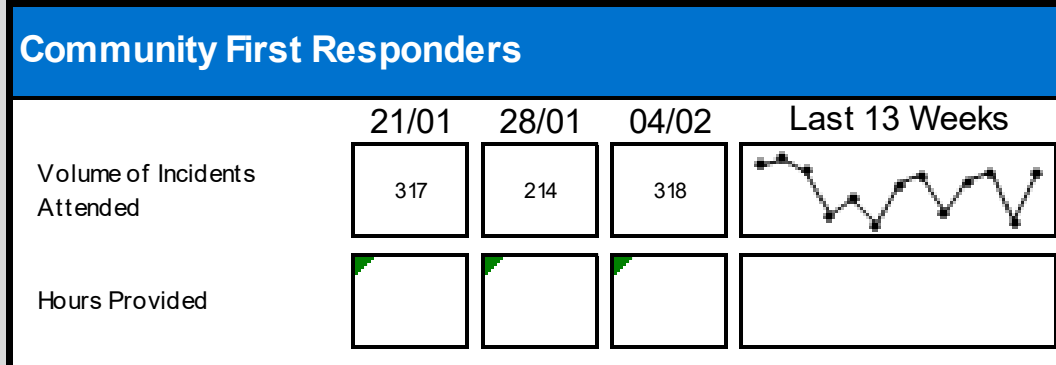 Community First Responders
21/01 28/01 04/02 Last 13 Weeks
Volume of Incidents
Attended
317 214 318
Hours Provided